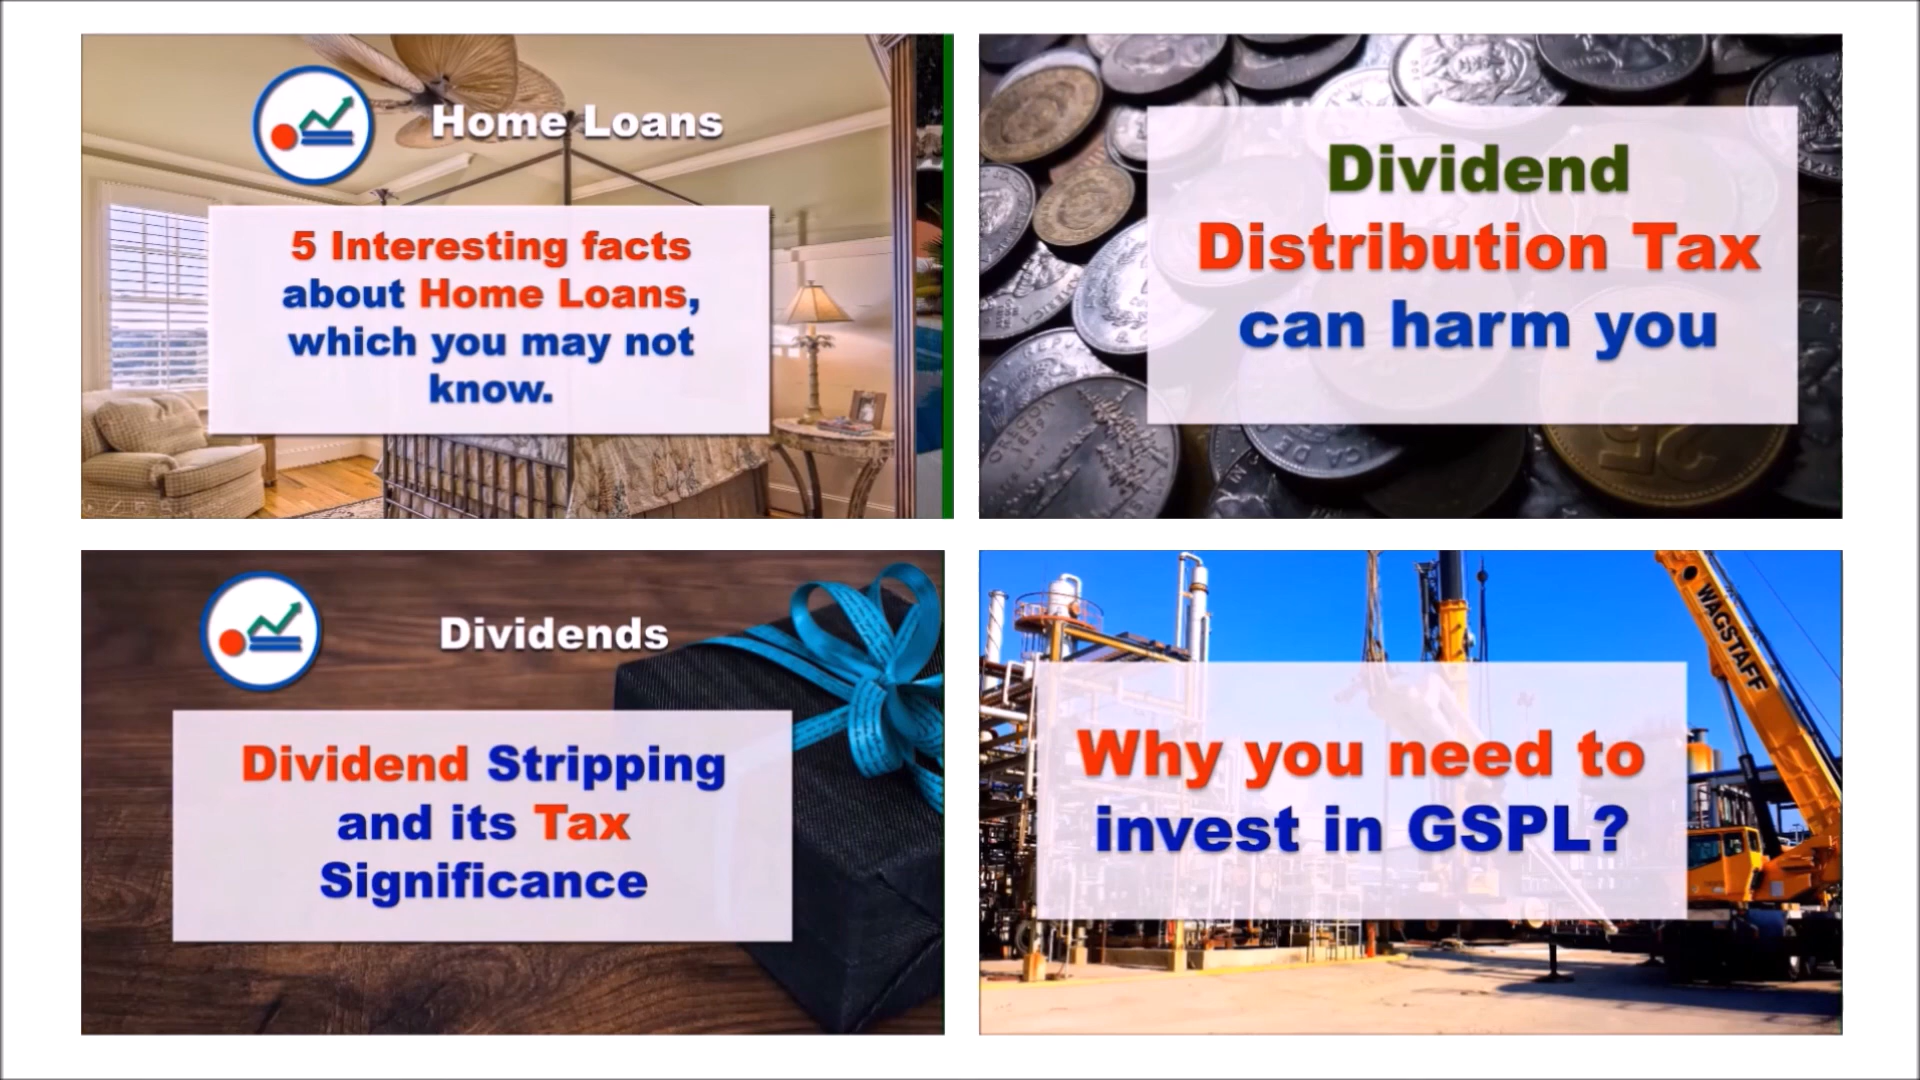 Home Loans
5 Interesting facts
about Home Loans,
which you may not
know.
Dividend
Distribution Tax
can harm you
Dividends
Dividend Stripping
and its Tax
Significance
WAGSTAFF
Why you need to
invest in GSPL?